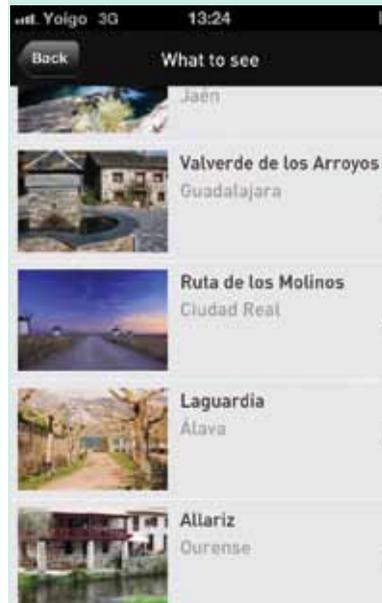 Yoigo 3G 13:24
Back What to see
Jaén
Valverde de los Arroyos
Guadalajara
Ruta de los Molinos
Ciudad Real
Laguardia
Álava
Allariz
Ourense